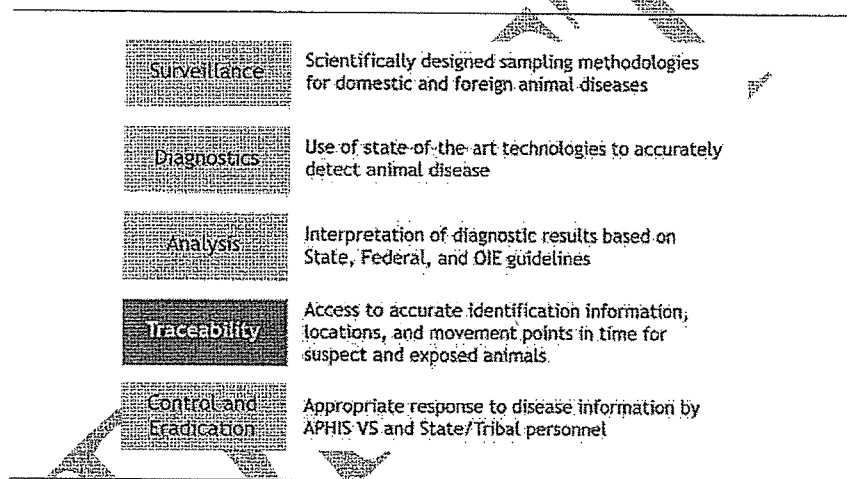 Surveillance
Scientifically designed sampling methodologies
for domestic and foreign animal diseases
Diagnostics
Use of state-of-the art technologies to accurately
detect animal disease
Analysis
Interpretation of diagnostic results based on
State, Federal, and OIE guidelines
Traceability
Access to accurate identification information,
locations, and movement points in time for
suspect and exposed animals.
Control and
Eradication
Appropriate response to disease information by
APHIS VS and State/Tribal personnel